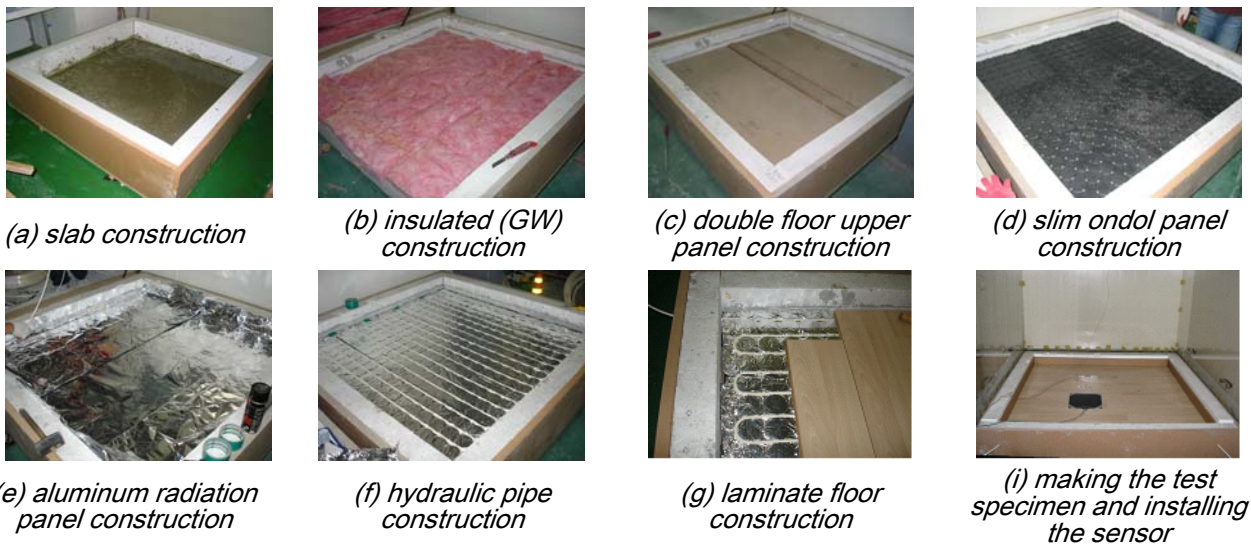 (a) slab construction
(b) insulated (GW)
construction
(c) double floor upper
panel construction
(d) slim ondol panel
construction
(e) aluminum radiation
panel construction
(f) hydraulic pipe
construction
(g) laminate floor
construction
(i) making the test
specimen and installing
the sensor